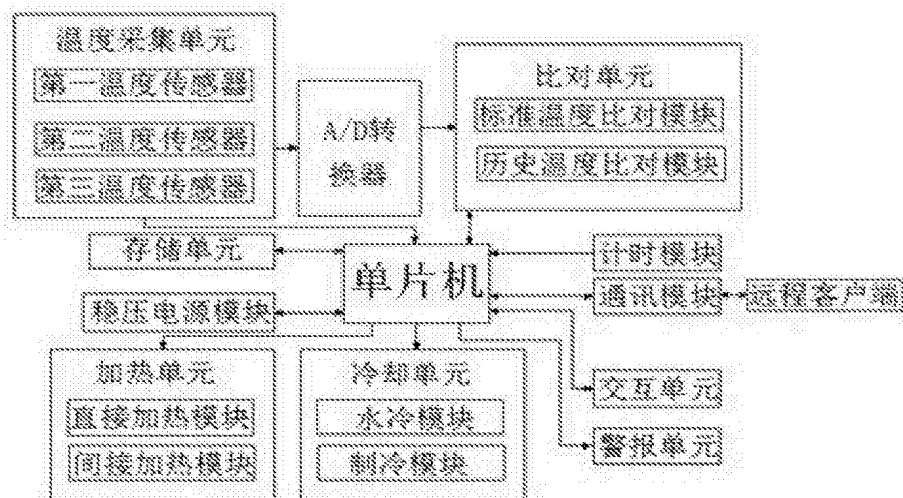 温度采集单元
第一温度传感器
第二温度传感器
第三温度传感器
A/D转
换器
比对单元
标准温度比对模块
历史温度比对模块
存储单元
单片机
计时模块
通讯模块
远程客户端
稳压电源模块
加热单元
直接加热模块
间接加热模块
冷却单元
水冷模块
制冷模块
交互单元
警报单元